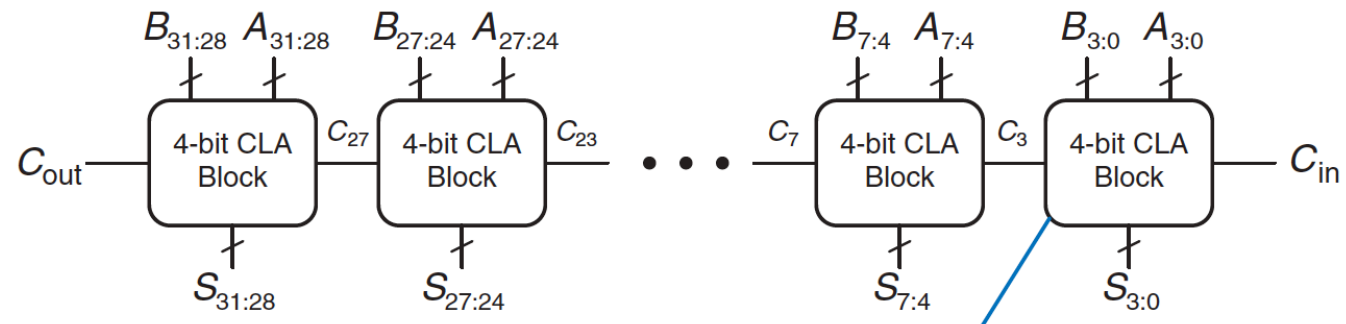 B31:28 A31:28 B27:24 A27:24 B7:4 A7:4 B3:0 A3:0
Cout 4-bit CLA Block C27 4-bit CLA Block C23 • • • C7 4-bit CLA Block C3 4-bit CLA Block Cin
S31:28 S27:24 S7:4 S3:0